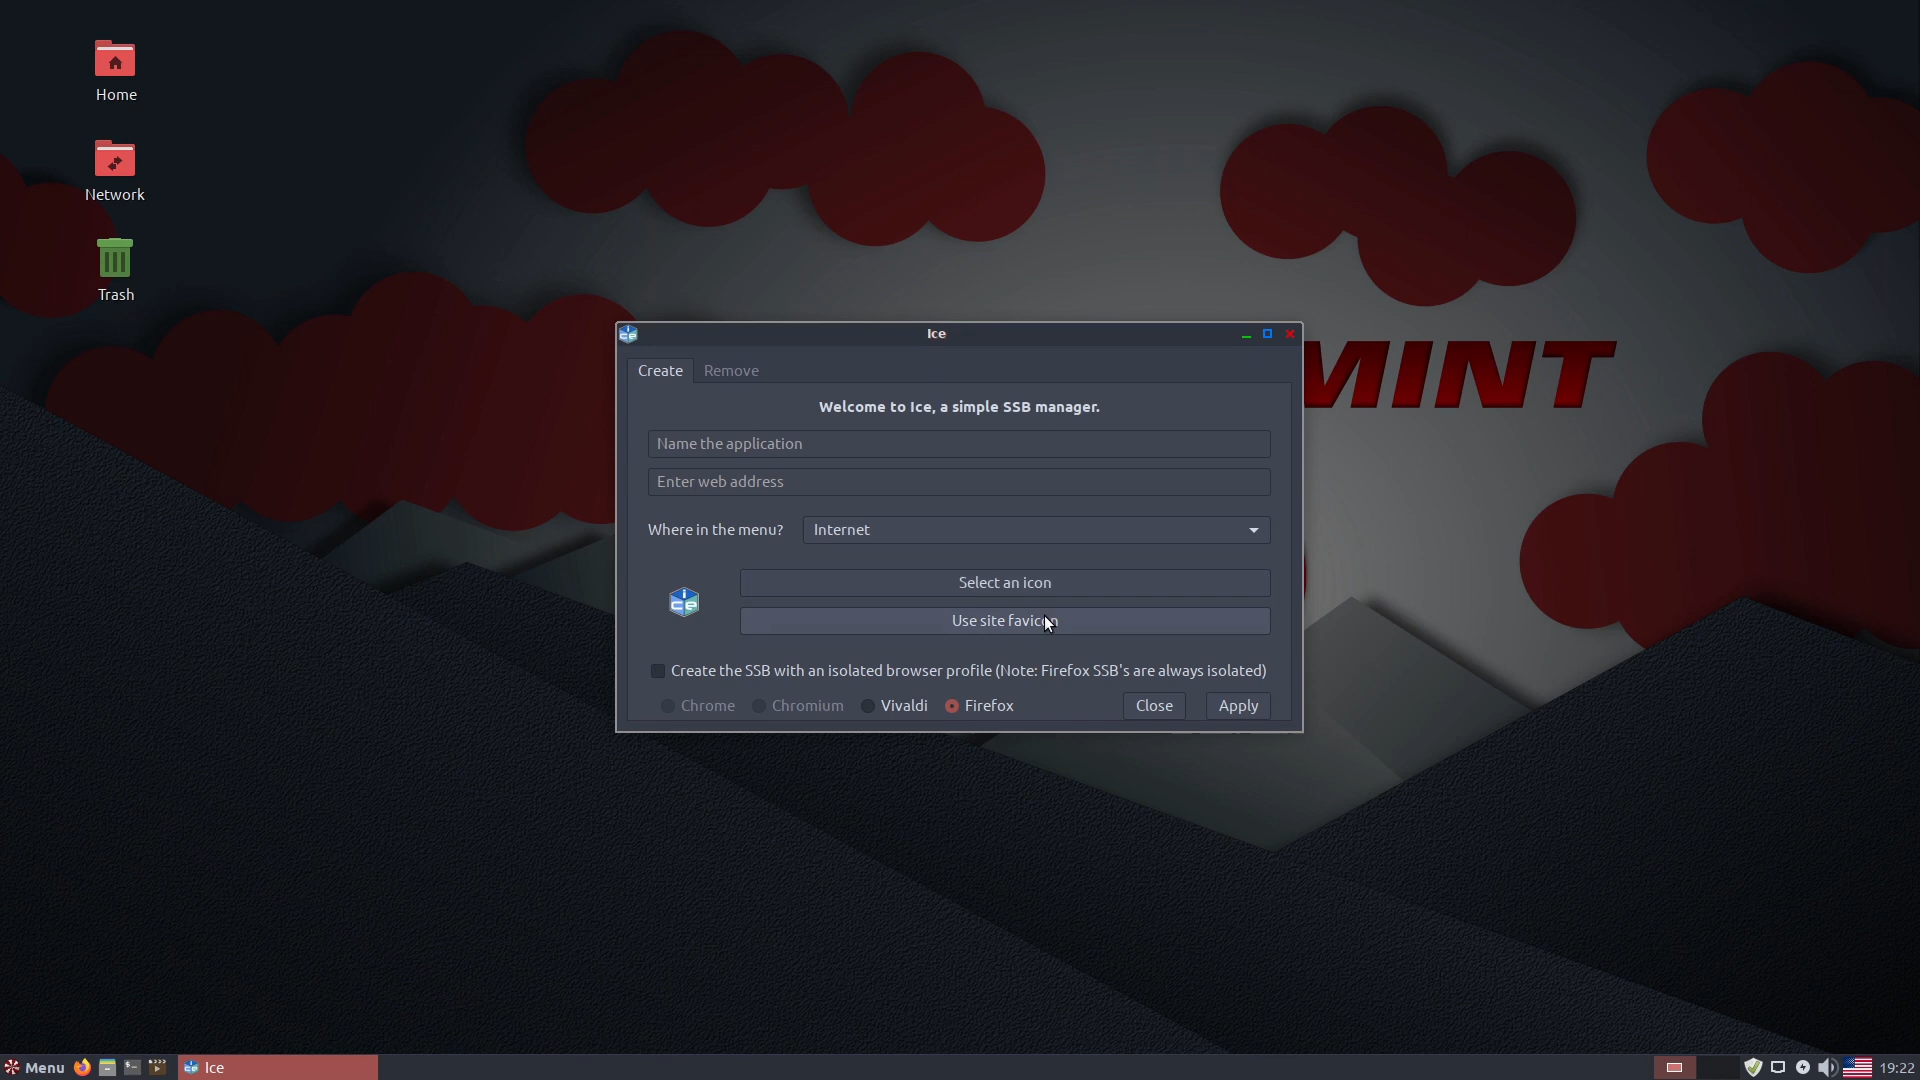 Home
Network
Trash
MINT
Ice
Create Remove
Welcome to Ice, a simple SSB manager.
Name the application
Enter web address
Where in the menu? Internet
Select an icon
Use site favicon
Create the SSB with an isolated browser profile (Note: Firefox SSB's are always isolated)
Chrome Chromium Vivaldi Firefox Close Apply
Menu Ice 19:22